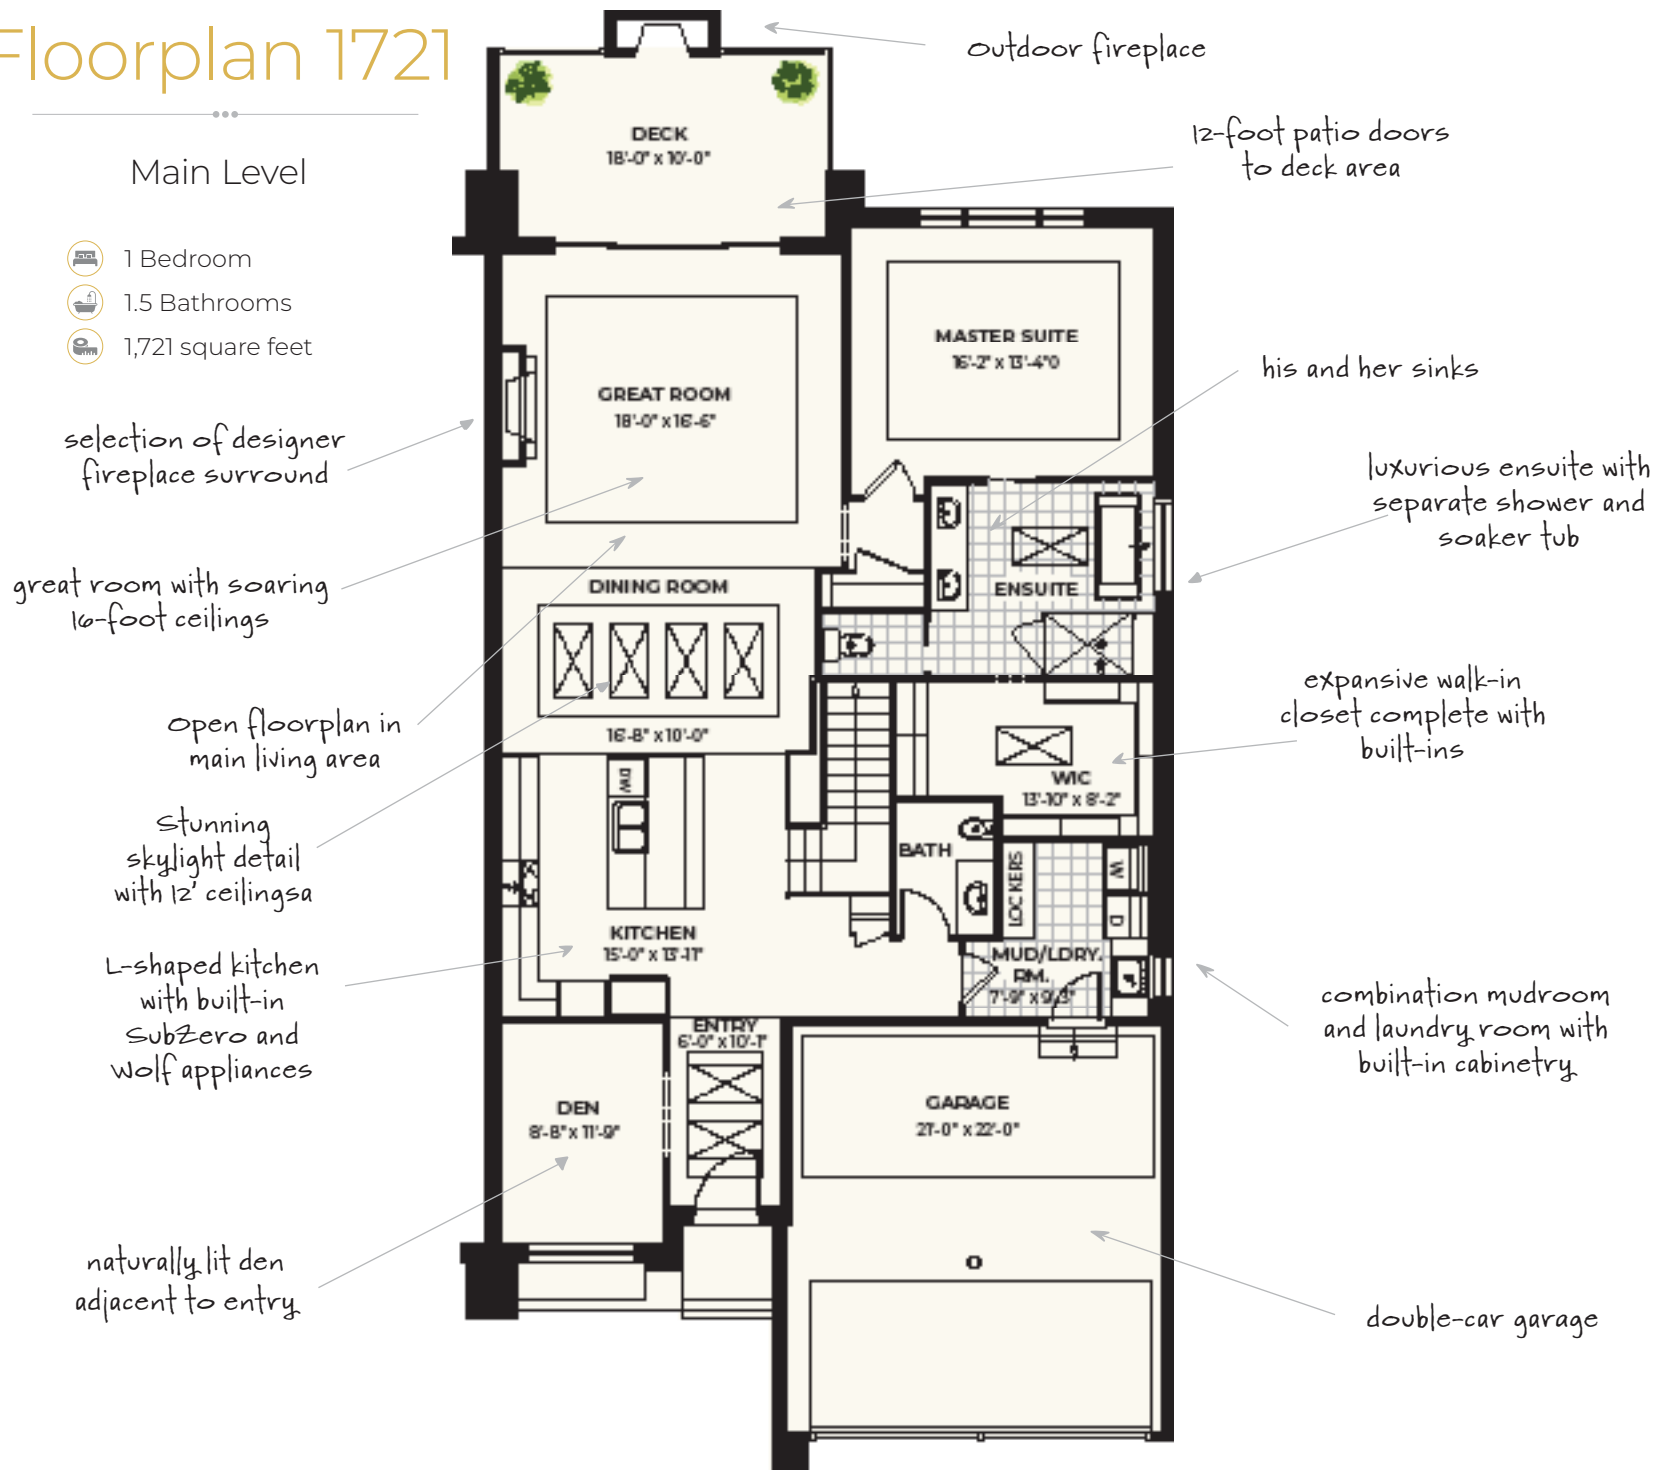 Floorplan 1721
Main Level
1 Bedroom
1.5 Bathrooms
1,721 square feet
Outdoor fireplace
12-foot patio doors
to deck area
DECK
18'-0" x 10'-0"
MASTER SUITE
16'-2" x 13'-4"0
GREAT ROOM
18'-0" x 16'-6"
his and her sinks
selection of designer
fireplace surround
luxurious ensuite with
separate shower and
soaker tub
great room with soaring
16-foot ceilings
DINING ROOM
16'-8" x 10'-0"
ENSUITE
Open floorplan in
main living area
expansive walk-in
closet complete with
built-ins
WIC
13'-10" x 8'-2"
Stunning
skylight detail
with 12' ceilingsa
DW
BATH
LOCKERS
W
D
L-shaped kitchen
with built-in
SubZero and
Wolf appliances
KITCHEN
15'-0" x 13'-11"
MUD/LDRY.
RM.
7'-9" x 9'-3"
combination mudroom
and laundry room with
built-in cabinetry
ENTRY
6'-0" x 10'-1"
DEN
8'-8" x 11'-9"
GARAGE
21'-0" x 22'-0"
naturally lit den
adjacent to entry
double-car garage